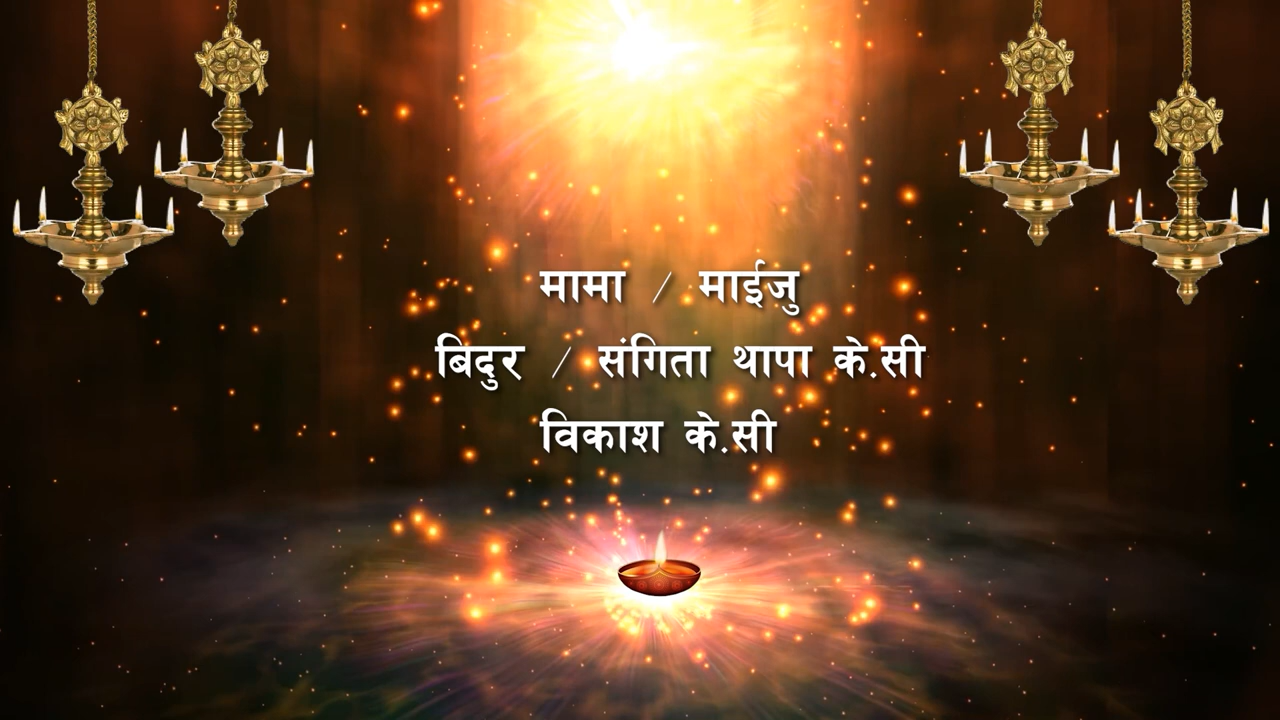 मामा / माईजु
बिदुर / संगिता थापा के.सी
विकाश के.सी